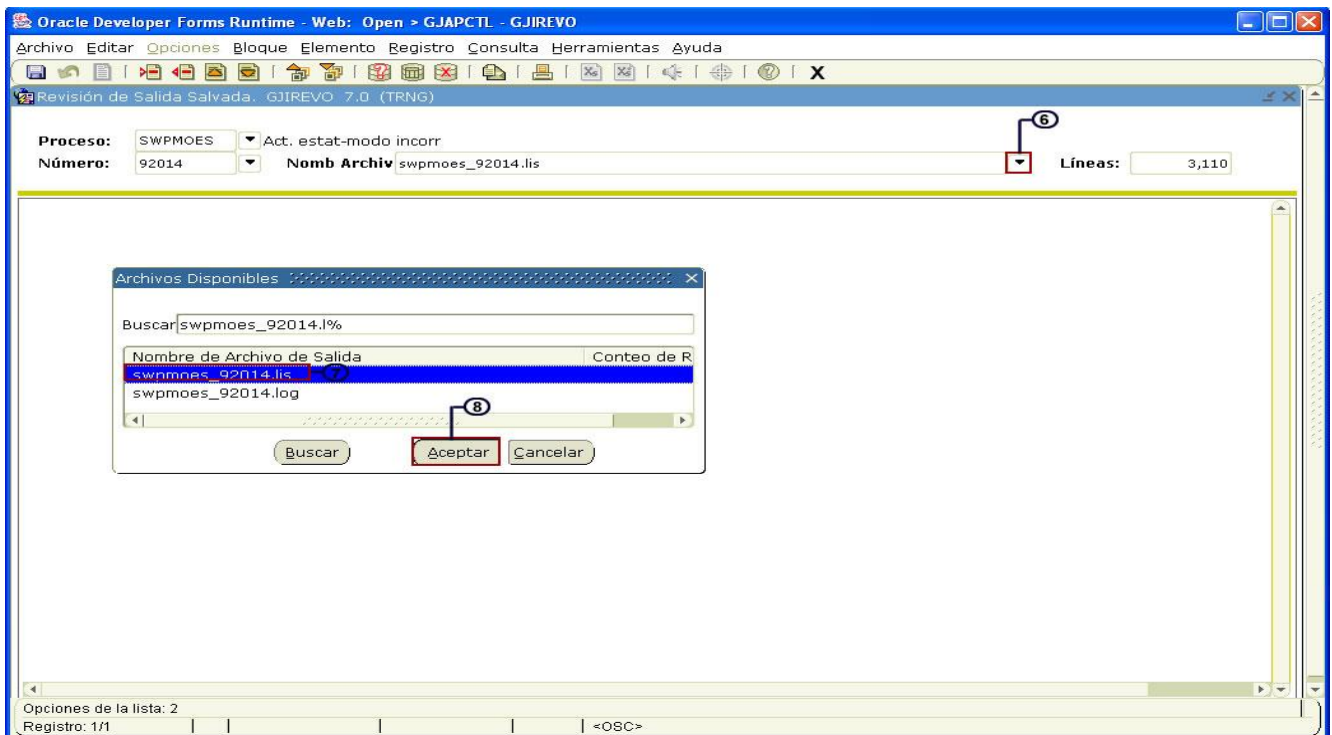 Oracle Developer Forms Runtime - Web: Open > GJAPCTL - GJIREVO
Archivo Editar Opciones Bloque Elemento Registro Consulta Herramientas Ayuda
Revisión de Salida Salvada. GJIREVO 7.0 (TRNG)
6
Proceso: SWPMOES Act. estat-modo incorr
Número: 92014 Nomb Archiv swpmoes_92014.lis Líneas: 3,110
Archivos Disponibles
Buscar swpmoes_92014.l%
Nombre de Archivo de Salida Conteo de R
swpmoes_92014.lis 7
swpmoes_92014.log
8
Buscar Aceptar Cancelar
Opciones de la lista: 2
Registro: 1/1 <OSC>